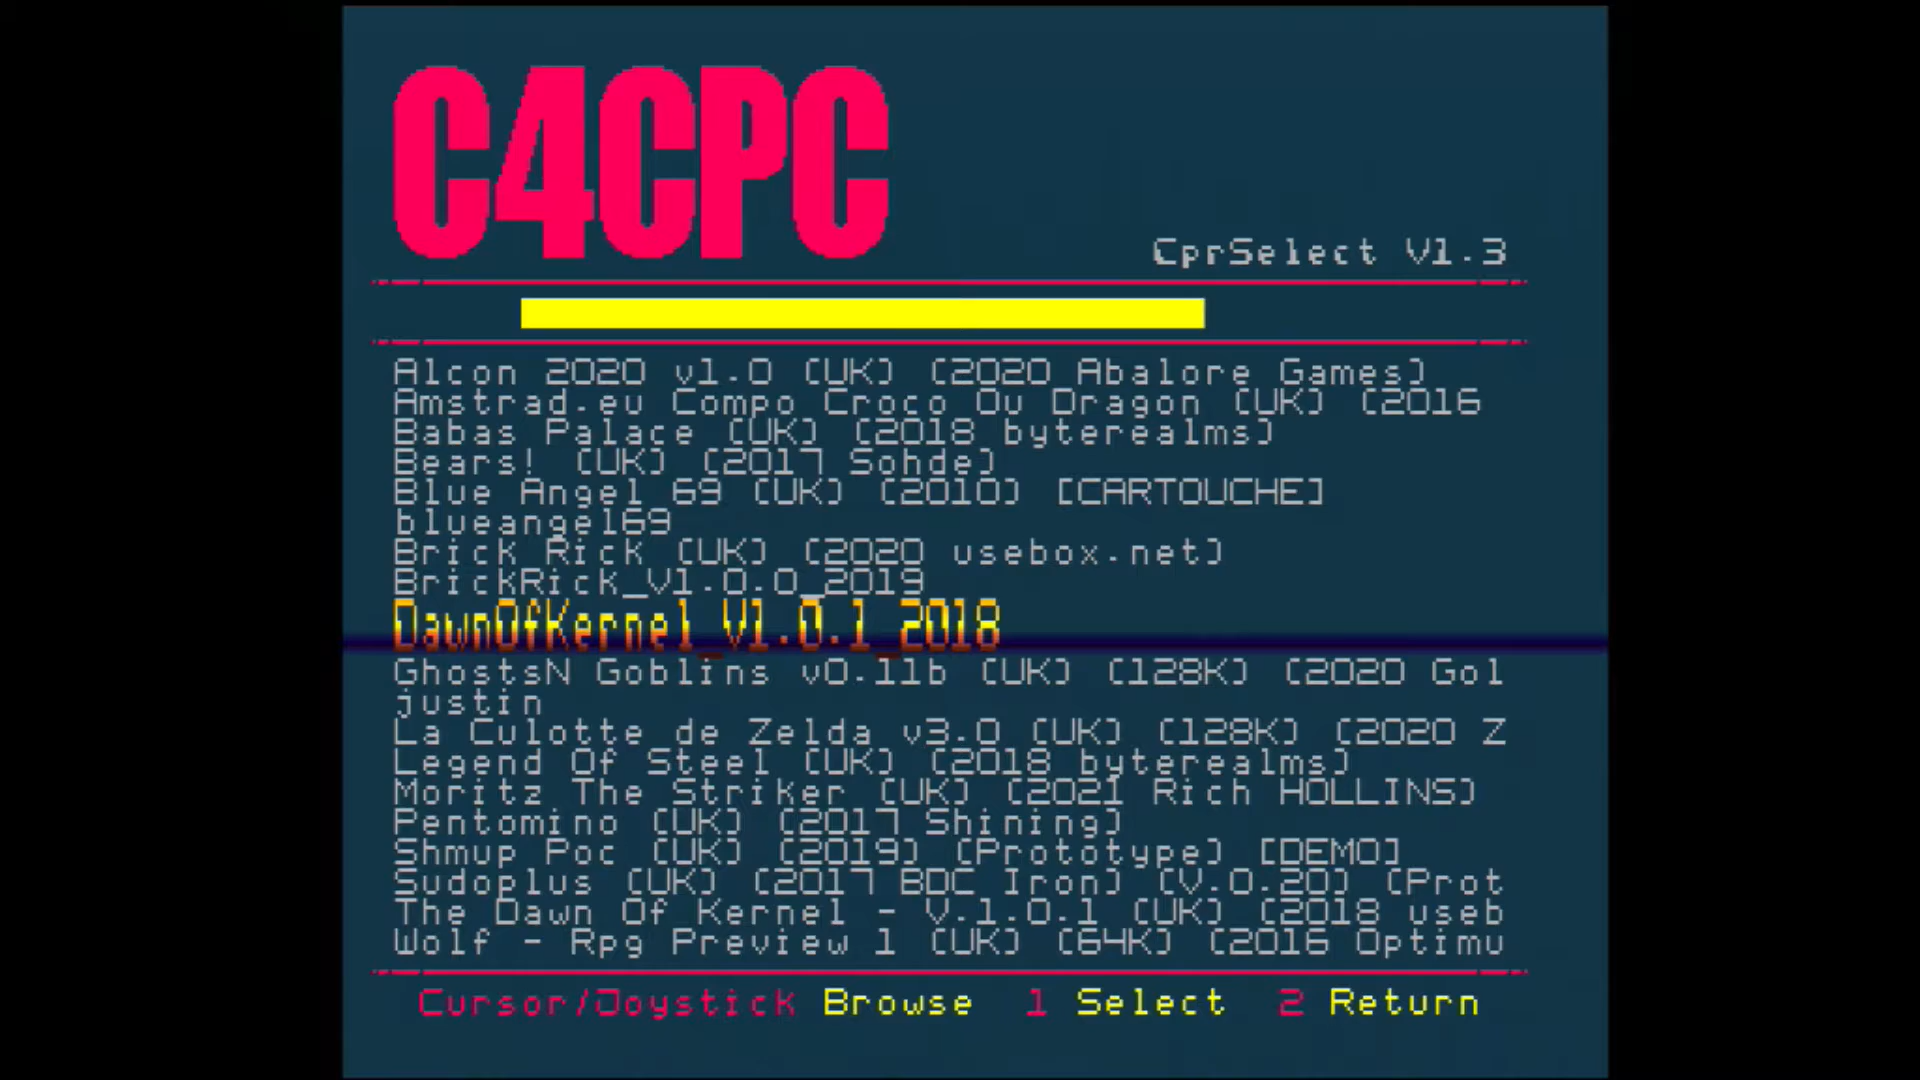 C4CPC
CprSelect V1.3
Alcon 2020 v1.0 (UK) (2020 Abalore Games)
Amstrad.eu Compo Croco Ou Dragon (UK) (2016
Babas Palace (UK) (2018 byterealms)
Bears! (UK) (2017 Sohde)
Blue Angel 69 (UK) (2010) [CARTOUCHE]
blueangel69
Brick Rick (UK) (2020 usebox.net)
BrickRick_V1.0.0_2019
DawnOfKernel_V1.0.1_2018
GhostsN Goblins v0.11b (UK) (128K) (2020 Gol
justin
La Culotte de Zelda v3.0 (UK) (128K) (2020 Z
Legend Of Steel (UK) (2018 byterealms)
Moritz The Striker (UK) (2021 Rich HOLLINS)
Pentomino (UK) (2017 Shining)
Shmup Poc (UK) (2019) (Prototype) [DEMO]
Sudoplus (UK) (2017 BDC Iron) (V.0.20) (Prot
The Dawn Of Kernel - V.1.0.1 (UK) (2018 useb
Wolf - Rpg Preview 1 (UK) (64K) (2016 Optimu
Cursor/Joystick Browse 1 Select 2 Return